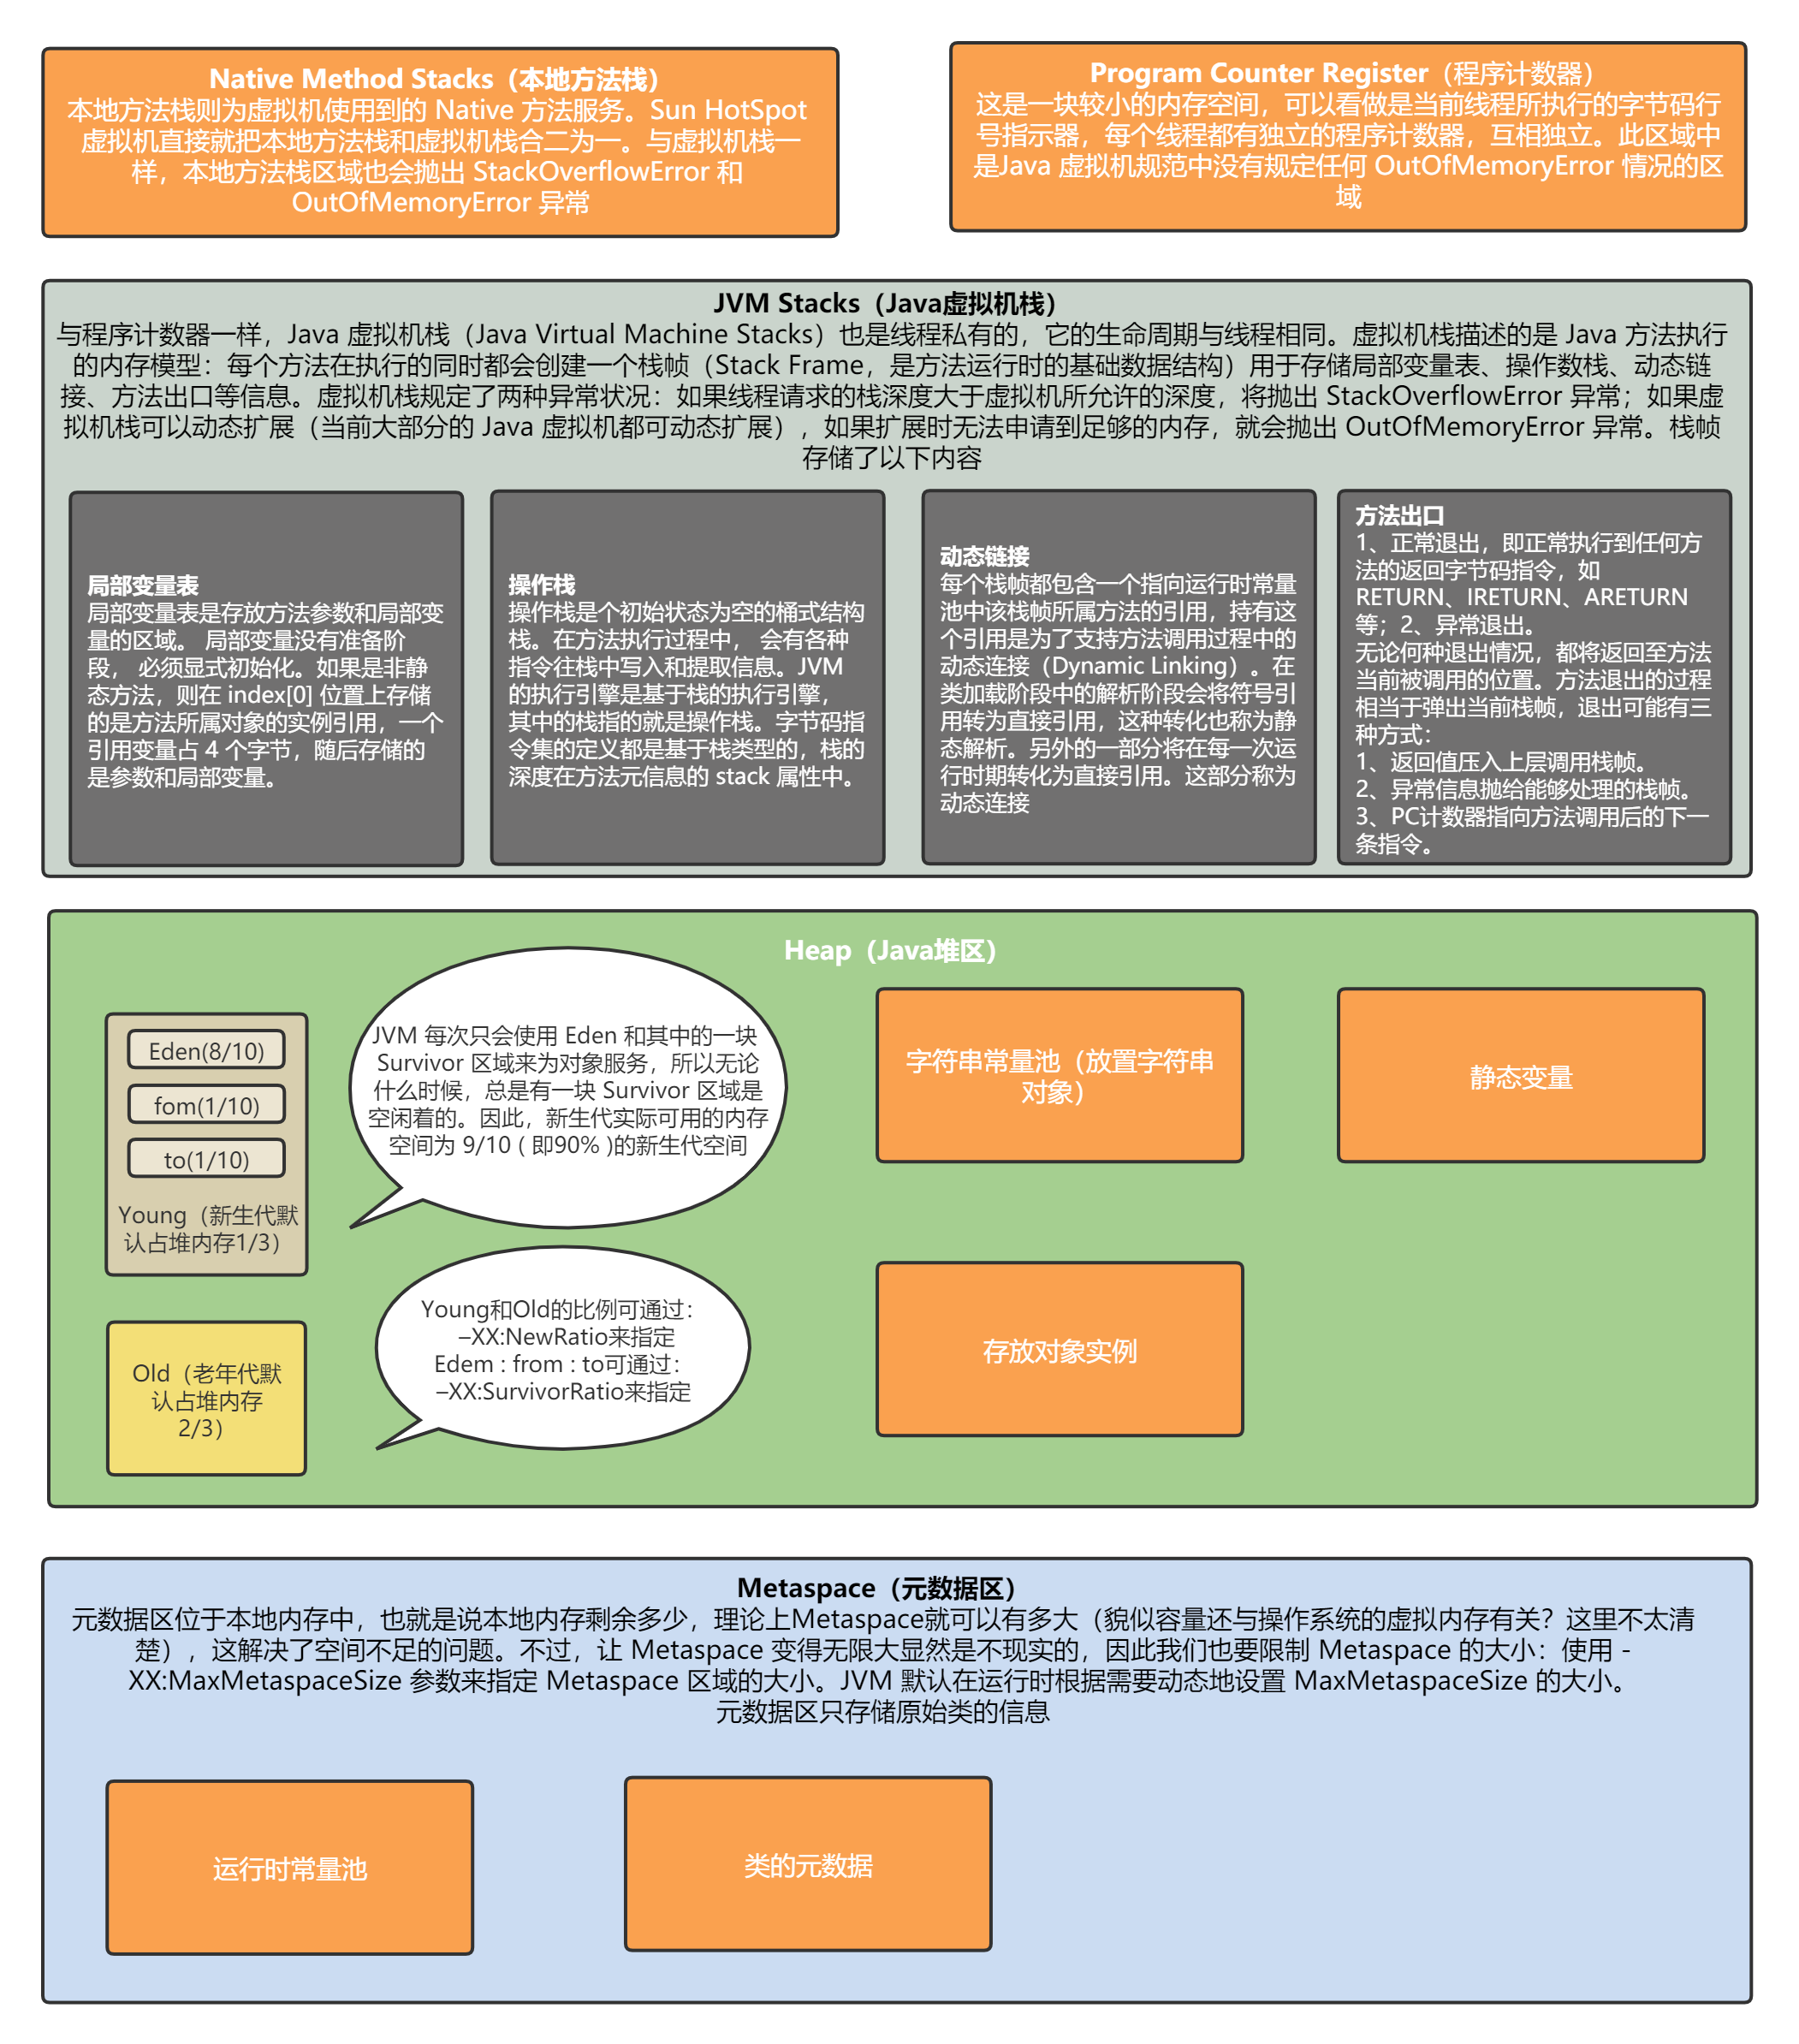 Native Method Stacks（本地方法栈）
本地方法栈则为虚拟机使用到的 Native 方法服务。Sun HotSpot
虚拟机直接就把本地方法栈和虚拟机栈合二为一。与虚拟机栈一
样，本地方法栈区域也会抛出 StackOverflowError 和
OutOfMemoryError 异常
Program Counter Register（程序计数器）
这是一块较小的内存空间，可以看做是当前线程所执行的字节码行
号指示器，每个线程都有独立的程序计数器，互相独立。此区域中
是Java 虚拟机规范中没有规定任何 OutOfMemoryError 情况的区
域
JVM Stacks（Java虚拟机栈）
与程序计数器一样，Java 虚拟机栈（Java Virtual Machine Stacks）也是线程私有的，它的生命周期与线程相同。虚拟机栈描述的是 Java 方法执行
的内存模型：每个方法在执行的同时都会创建一个栈帧（Stack Frame，是方法运行时的基础数据结构）用于存储局部变量表、操作数栈、动态链
接、方法出口等信息。虚拟机栈规定了两种异常状况：如果线程请求的栈深度大于虚拟机所允许的深度，将抛出 StackOverflowError 异常；如果虚
拟机栈可以动态扩展（当前大部分的 Java 虚拟机都可动态扩展），如果扩展时无法申请到足够的内存，就会抛出 OutOfMemoryError 异常。栈帧
存储了以下内容
局部变量表
局部变量表是存放方法参数和局部变
量的区域。 局部变量没有准备阶
段， 必须显式初始化。如果是非静
态方法，则在 index[0] 位置上存储
的是方法所属对象的实例引用，一个
引用变量占 4 个字节，随后存储的
是参数和局部变量。
操作栈
操作栈是个初始状态为空的桶式结构
栈。在方法执行过程中， 会有各种
指令往栈中写入和提取信息。JVM
的执行引擎是基于栈的执行引擎，
其中的栈指的就是操作栈。字节码指
令集的定义都是基于栈类型的，栈的
深度在方法元信息的 stack 属性中。
动态链接
每个栈帧都包含一个指向运行时常量
池中该栈帧所属方法的引用，持有这
个引用是为了支持方法调用过程中的
动态连接（Dynamic Linking）。在
类加载阶段中的解析阶段会将符号引
用转为直接引用，这种转化也称为静
态解析。另外的一部分将在每一次运
行时期转化为直接引用。这部分称为
动态连接
方法出口
1、正常退出，即正常执行到任何方
法的返回字节码指令，如
RETURN、IRETURN、ARETURN
等；2、异常退出。
无论何种退出情况，都将返回至方法
当前被调用的位置。方法退出的过程
相当于弹出当前栈帧，退出可能有三
种方式：
1、返回值压入上层调用栈帧。
2、异常信息抛给能够处理的栈帧。
3、PC计数器指向方法调用后的下一
条指令。
Heap（Java堆区）
Eden(8/10)
fom(1/10)
to(1/10)
Young（新生代默
认占堆内存1/3）
JVM 每次只会使用 Eden 和其中的一块
Survivor 区域来为对象服务，所以无论
什么时候，总是有一块 Survivor 区域是
空闲着的。因此，新生代实际可用的内存
空间为 9/10 ( 即90% )的新生代空间
字符串常量池（放置字符串
对象）
静态变量
Old（老年代默
认占堆内存
2/3）
Young和Old的比例可通过：
–XX:NewRatio来指定
Edem : from : to可通过：
–XX:SurvivorRatio来指定
存放对象实例
Metaspace（元数据区）
元数据区位于本地内存中，也就是说本地内存剩余多少，理论上Metaspace就可以有多大（貌似容量还与操作系统的虚拟内存有关？这里不太清
楚），这解决了空间不足的问题。不过，让 Metaspace 变得无限大显然是不现实的，因此我们也要限制 Metaspace 的大小：使用 -
XX:MaxMetaspaceSize 参数来指定 Metaspace 区域的大小。JVM 默认在运行时根据需要动态地设置 MaxMetaspaceSize 的大小。
元数据区只存储原始类的信息
运行时常量池
类的元数据